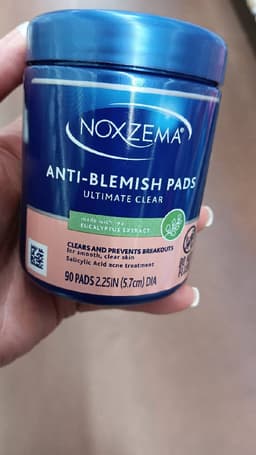 NOXZEMA®
ANTI-BLEMISH PADS
ULTIMATE CLEAR
made with
EUCALYPTUS EXTRACT
CLEARS AND PREVENTS BREAKOUTS
for smooth, clear skin
Salicylic Acid acne treatment
90 PADS 2.25IN (5.7cm) DIA